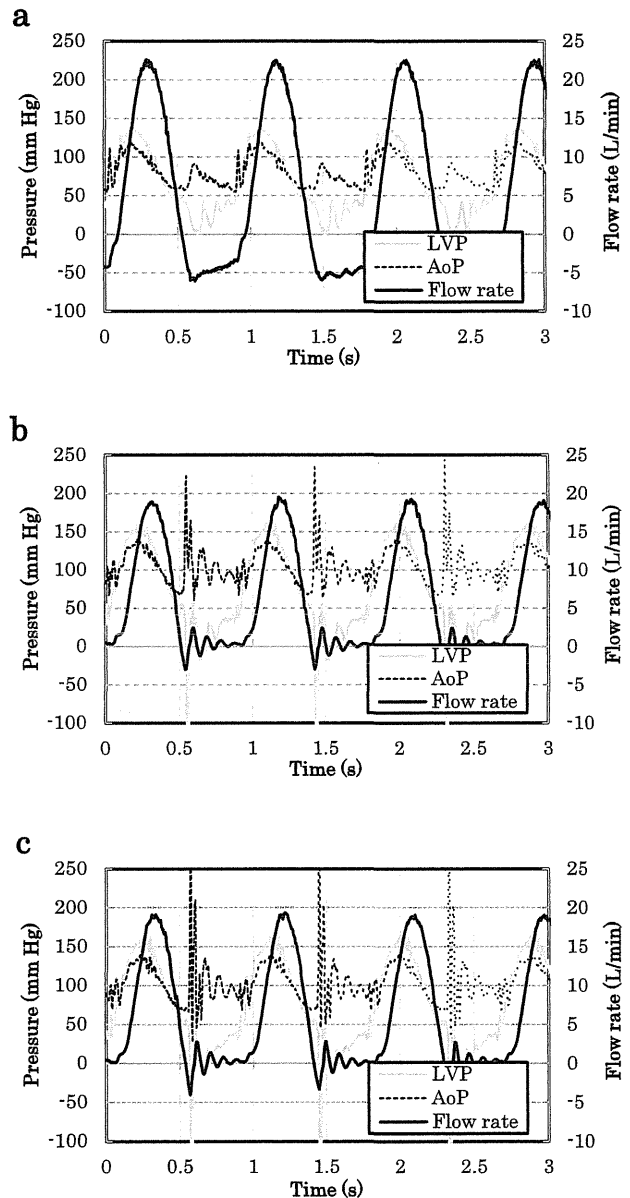 a
250 25
200 20
150 15
100 10
50 5
0 0
-50 -5
-100 -10
Pressure (mm Hg)
Flow rate (L/min)
LVP
AoP
Flow rate
0 0.5 1 1.5 2 2.5 3
Time (s)
b
250 25
200 20
150 15
100 10
50 5
0 0
-50 -5
-100 -10
Pressure (mm Hg)
Flow rate (L/min)
LVP
AoP
Flow rate
0 0.5 1 1.5 2 2.5 3
Time (s)
c
250 25
200 20
150 15
100 10
50 5
0 0
-50 -5
-100 -10
Pressure (mm Hg)
Flow rate (L/min)
LVP
AoP
Flow rate
0 0.5 1 1.5 2 2.5 3
Time (s)